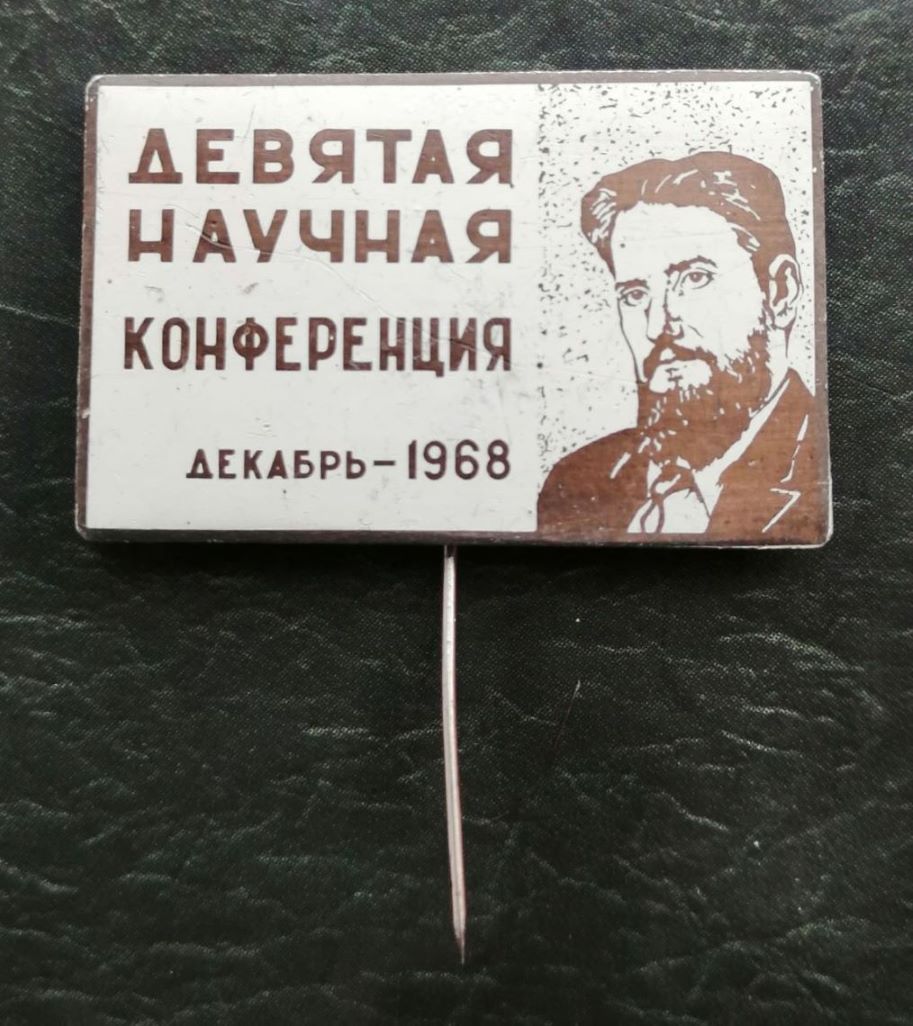 ДЕВЯТАЯ
НАУЧНАЯ
КОНФЕРЕНЦИЯ
ДЕКАБРЬ – 1968